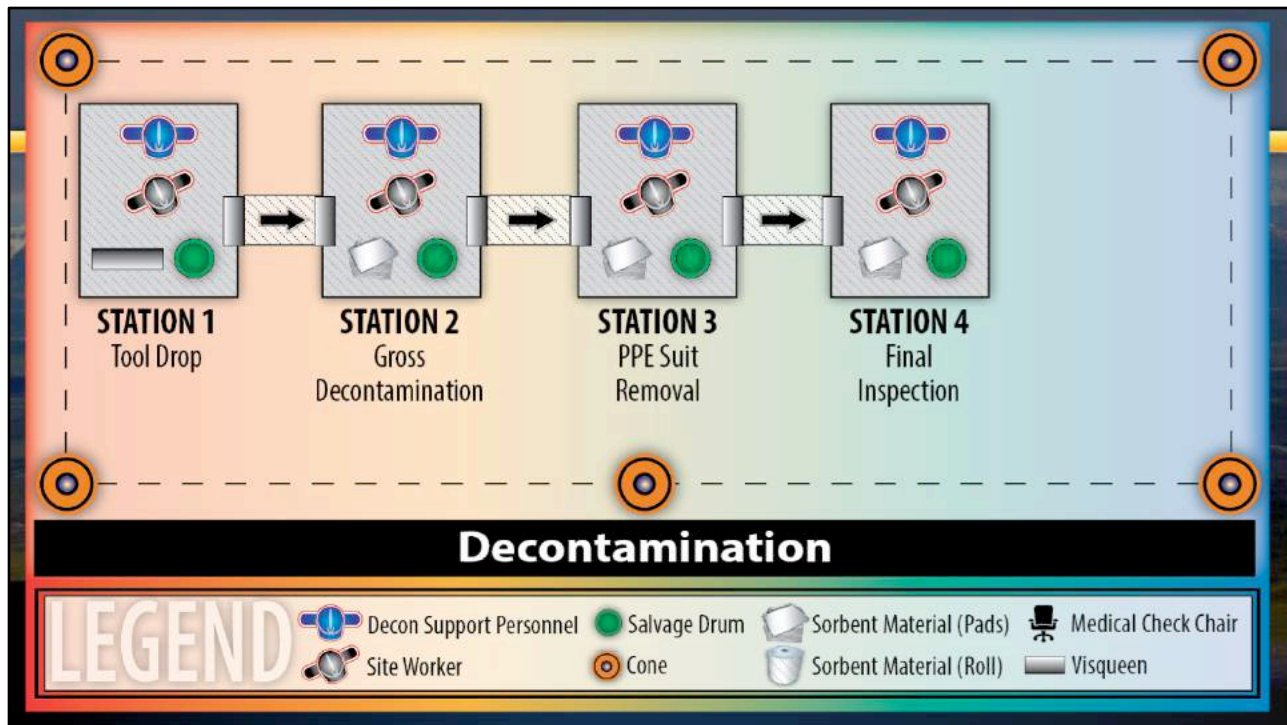 STATION 1
Tool Drop
STATION 2
Gross
Decontamination
STATION 3
PPE Suit
Removal
STATION 4
Final
Inspection
Decontamination
LEGEND
Decon Support Personnel
Site Worker
Salvage Drum
Cone
Sorbent Material (Pads)
Sorbent Material (Roll)
Medical Check Chair
Visqueen